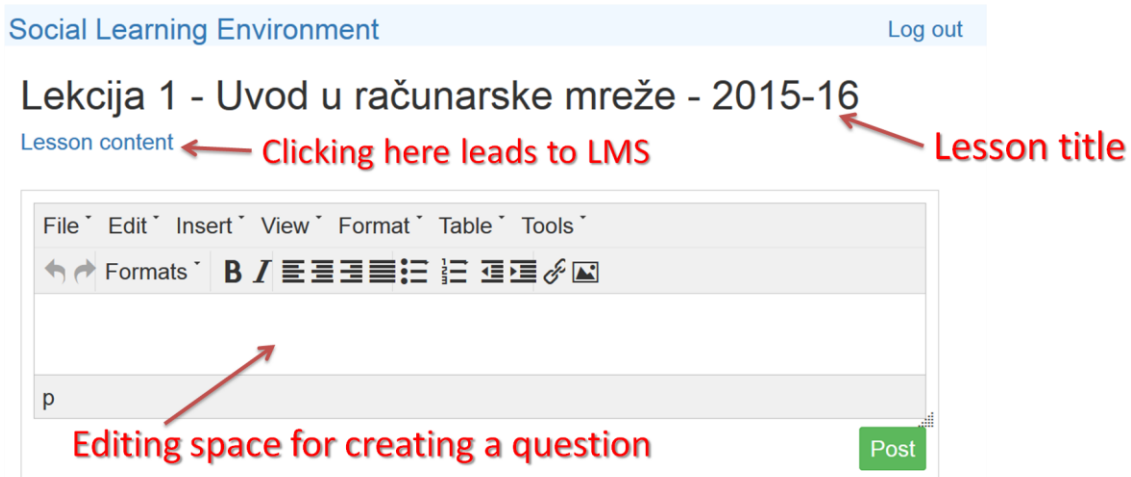 Social Learning Environment Log out
Lekcija 1 - Uvod u računarske mreže - 2015-16
Lesson content Clicking here leads to LMS Lesson title
File Edit Insert View Format Table Tools
Formats B I
p
Editing space for creating a question
Post